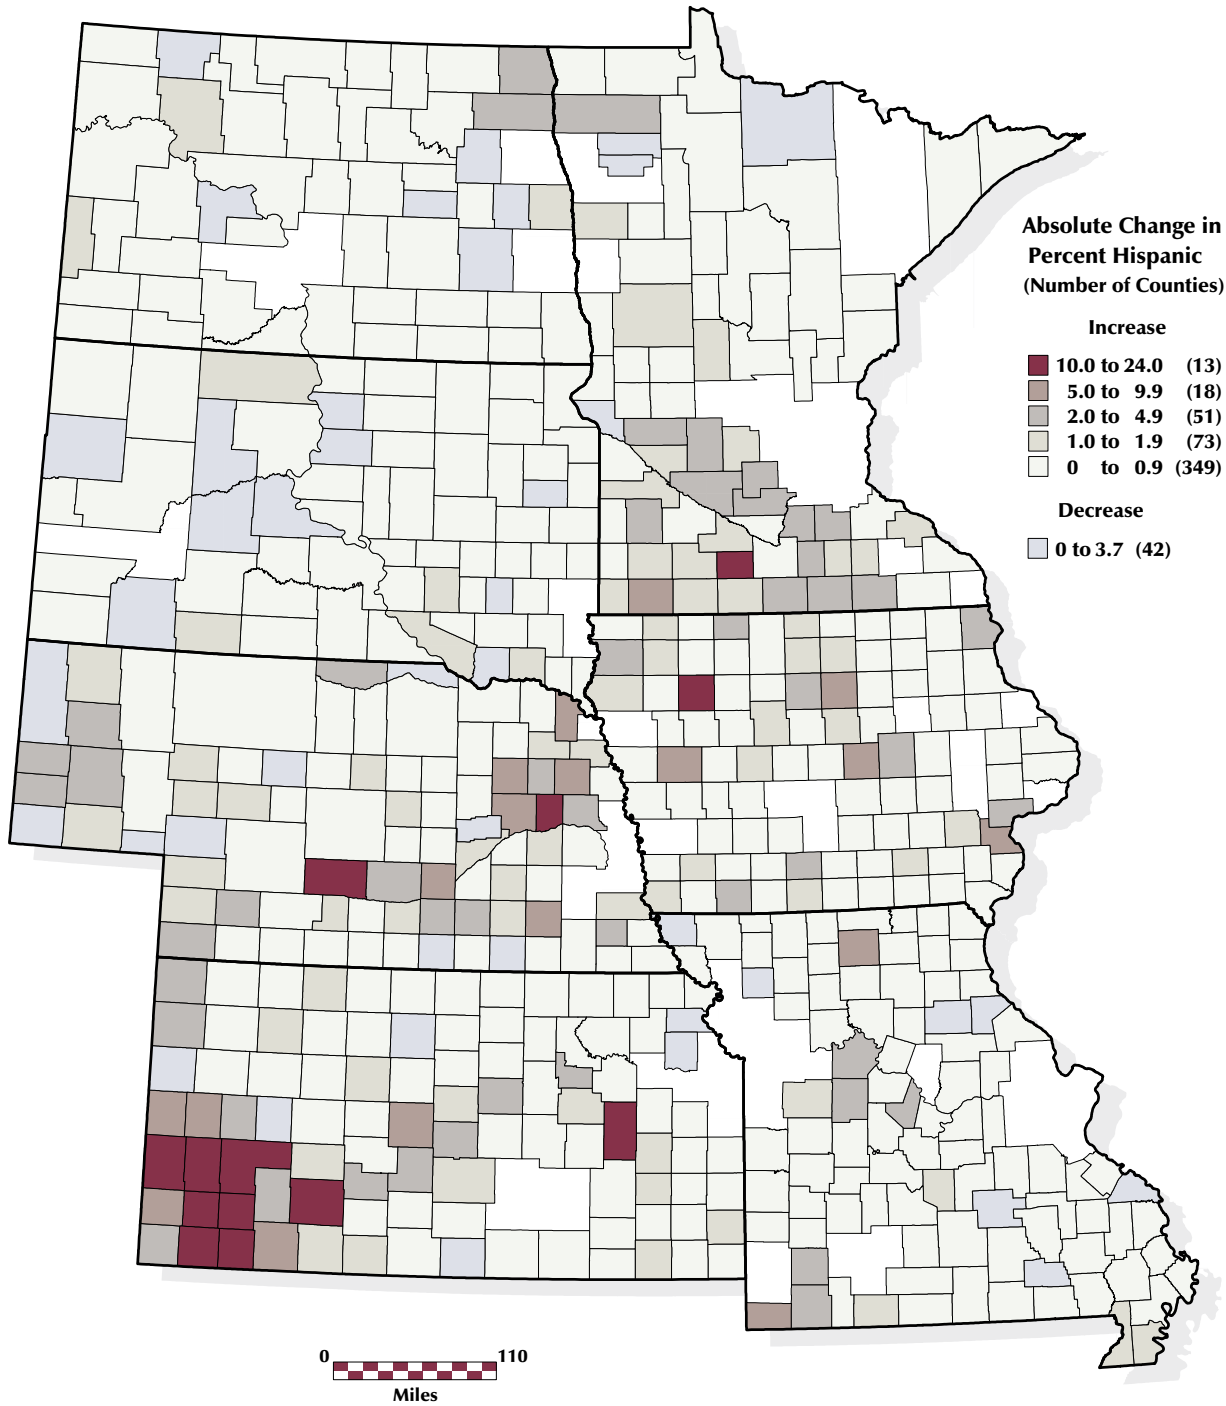 Absolute Change in
Percent Hispanic
(Number of Counties)
Increase
10.0 to 24.0 (13)
5.0 to 9.9 (18)
2.0 to 4.9 (51)
1.0 to 1.9 (73)
0 to 0.9 (349)
Decrease
0 to 3.7 (42)
0 110
Miles